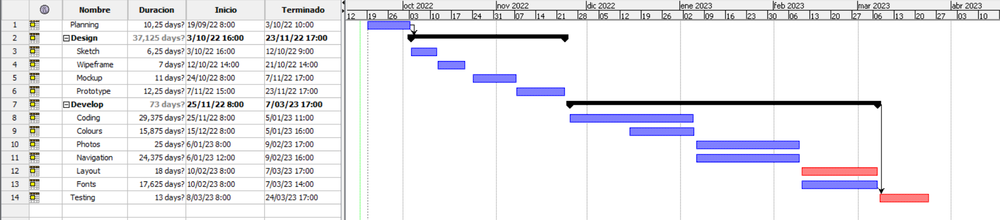 Nombre Duracion Inicio Terminado
oct 2022 nov 2022 dic 2022 ene 2023 feb 2023 mar 2023 abr 2023
12 19 26 03 10 17 24 31 07 14 21 28 05 12 19 26 02 09 16 23 30 06 13 20 27 06 13 20 27 03 10
1 Planning 10,25 days? 19/09/22 8:00 3/10/22 10:00
2 Design 37,125 days? 3/10/22 16:00 23/11/22 17:00
3 Sketch 6,25 days? 3/10/22 16:00 12/10/22 9:00
4 Wipeframe 7 days? 12/10/22 14:00 21/10/22 14:00
5 Mockup 11 days? 24/10/22 8:00 7/11/22 17:00
6 Prototype 12,25 days? 7/11/22 15:00 23/11/22 17:00
7 Develop 73 days? 25/11/22 8:00 7/03/23 17:00
8 Coding 29,375 days? 25/11/22 8:00 5/01/23 11:00
9 Colours 15,875 days? 15/12/22 8:00 5/01/23 16:00
10 Photos 25 days? 6/01/23 8:00 9/02/23 17:00
11 Navigation 24,375 days? 6/01/23 12:00 9/02/23 16:00
12 Layout 18 days? 10/02/23 8:00 7/03/23 17:00
13 Fonts 17,625 days? 10/02/23 8:00 7/03/23 14:00
14 Testing 13 days? 8/03/23 8:00 24/03/23 17:00